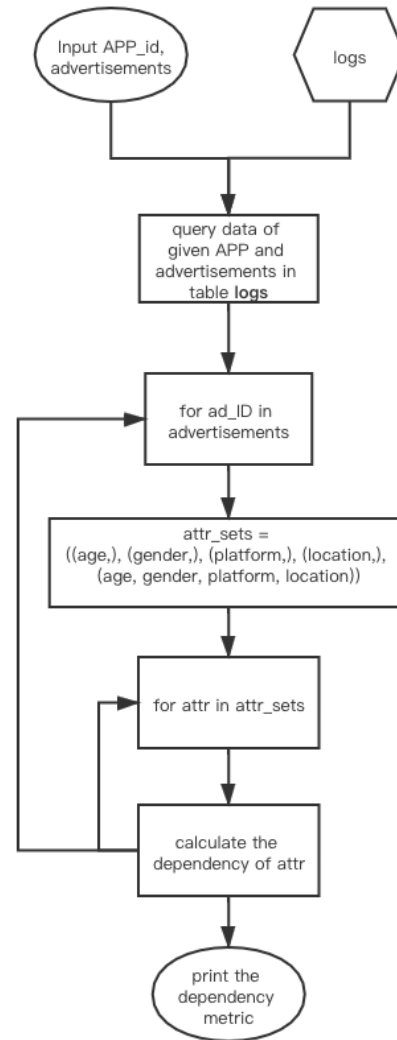 Input APP_id,
advertisements
logs
query data of
given APP and
advertisements in
table logs
for ad_ID in
advertisements
attr_sets =
((age,), (gender,), (platform,), (location,),
(age, gender, platform, location))
for attr in attr_sets
calculate the
dependency of attr
print the
dependency
metric